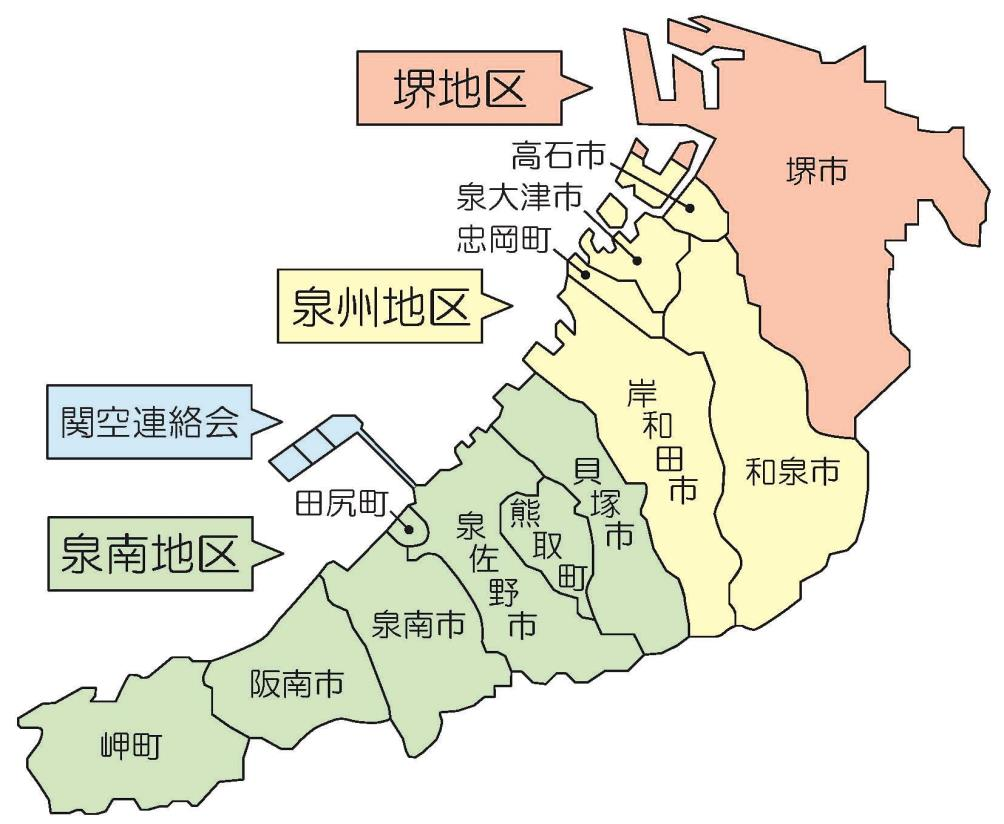 堺地区
堺市
高石市
泉大津市
忠岡町
泉州地区
岸和田市
和泉市
関空連絡会
田尻町
貝塚市
熊取町
泉佐野市
泉南地区
泉南市
阪南市
岬町